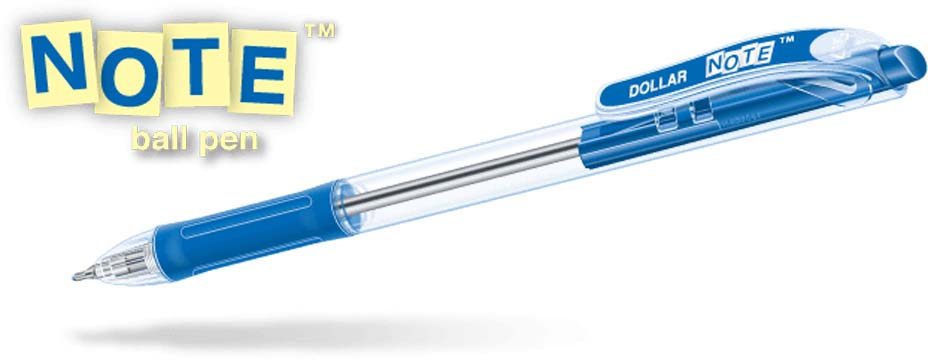 NOTE™
ball pen
DOLLAR NOTE™